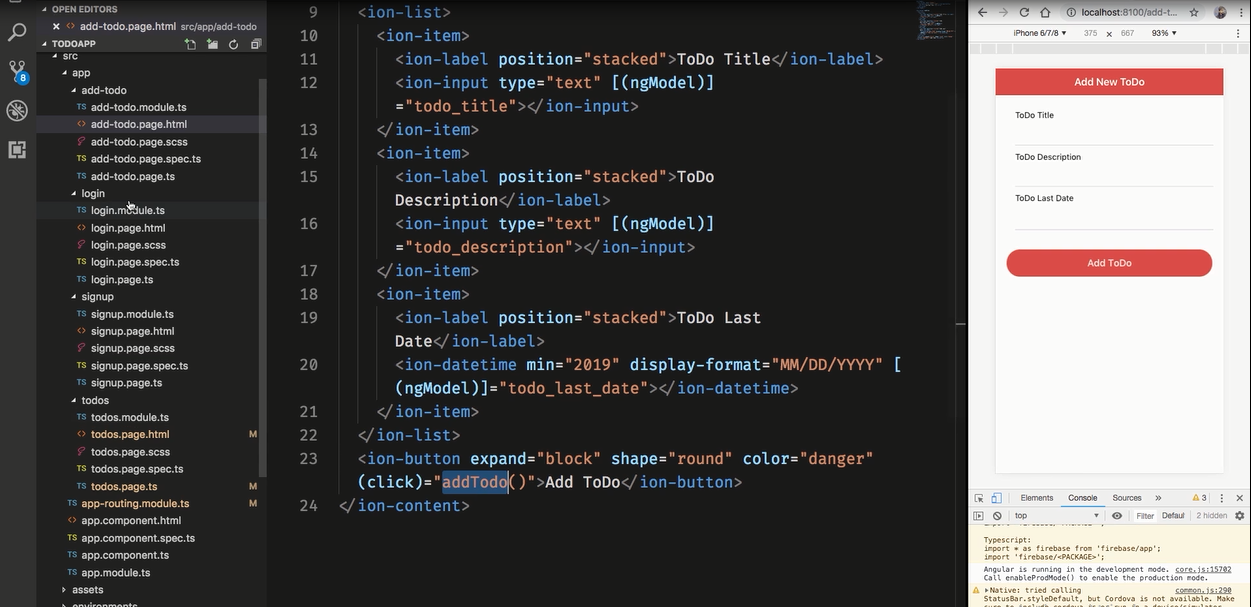 OPEN EDITORS
× <> add-todo.page.html src/app/add-todo
TODOAPP
src
app
add-todo
TS add-todo.module.ts
<> add-todo.page.html
add-todo.page.scss
TS add-todo.page.spec.ts
TS add-todo.page.ts
login
TS login.module.ts
<> login.page.html
login.page.scss
TS login.page.spec.ts
TS login.page.ts
signup
TS signup.module.ts
<> signup.page.html
signup.page.scss
TS signup.page.spec.ts
TS signup.page.ts
todos
TS todos.module.ts
<> todos.page.html M
todos.page.scss
TS todos.page.spec.ts
TS todos.page.ts M
TS app-routing.module.ts M
<> app.component.html
TS app.component.spec.ts
TS app.component.ts
TS app.module.ts
assets
environments
8
9 <ion-list>
10 <ion-item>
11 <ion-label position="stacked">ToDo Title</ion-label>
12 <ion-input type="text" [(ngModel)]
="todo_title"></ion-input>
13 </ion-item>
14 <ion-item>
15 <ion-label position="stacked">ToDo
Description</ion-label>
16 <ion-input type="text" [(ngModel)]
="todo_description"></ion-input>
17 </ion-item>
18 <ion-item>
19 <ion-label position="stacked">ToDo Last
Date</ion-label>
20 <ion-datetime min="2019" display-format="MM/DD/YYYY" [
(ngModel)]="todo_last_date"></ion-datetime>
21 </ion-item>
22 </ion-list>
23 <ion-button expand="block" shape="round" color="danger"
(click)="addTodo()">Add ToDo</ion-button>
24 </ion-content>
localhost:8100/add-t...
iPhone 6/7/8 ▼ 375 × 667 93% ▼
Add New ToDo
ToDo Title
ToDo Description
ToDo Last Date
Add ToDo
Elements Console Sources » 3 ×
top ▼ Filter Defaul 2 hidden
Typescript:
import * as firebase from 'firebase/app';
import 'firebase/<PACKAGE>';
Angular is running in the development mode. core.js:15702
Call enableProdMode() to enable the production mode.
Native: tried calling common.js:290
StatusBar.styleDefault, but Cordova is not available. Make